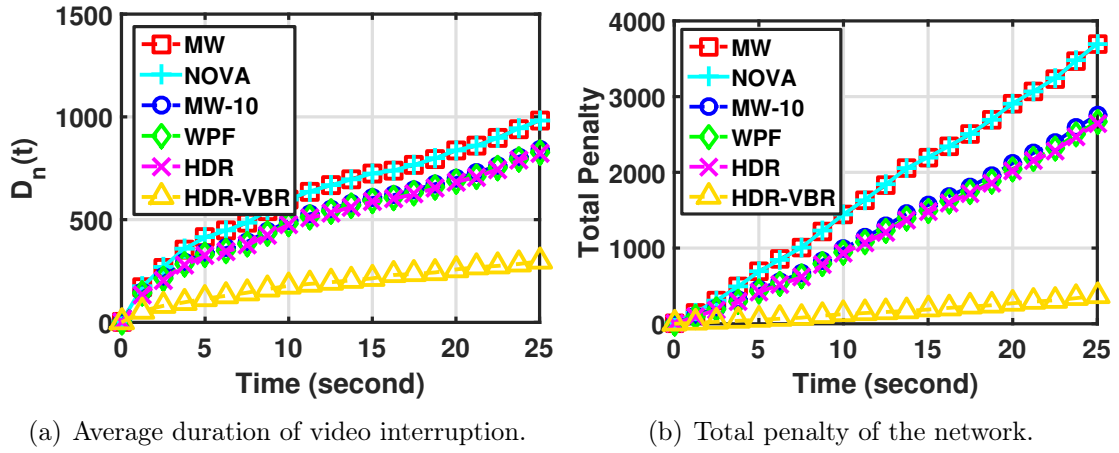 1500
1000
500
0
D_n(t)
MW
NOVA
MW-10
WPF
HDR
HDR-VBR
0 5 10 15 20 25
Time (second)
(a) Average duration of video interruption.
4000
3000
2000
1000
0
Total Penalty
MW
NOVA
MW-10
WPF
HDR
HDR-VBR
0 5 10 15 20 25
Time (second)
(b) Total penalty of the network.